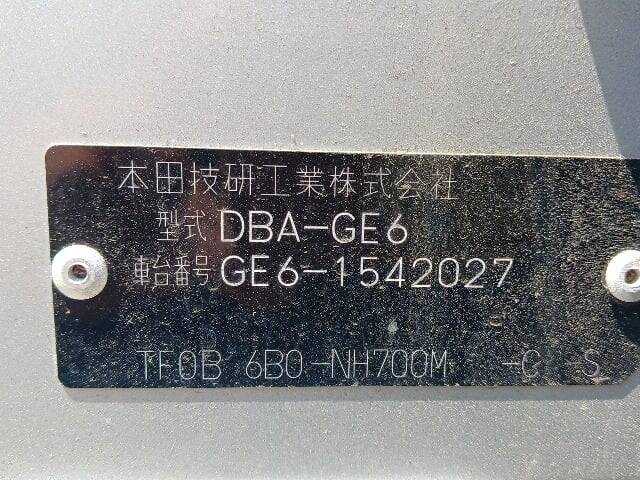 本田技研工業株式会社
型式 DBA-GE6
車台番号 GE6-1542027
TF0B 6B0-NH700M -C S